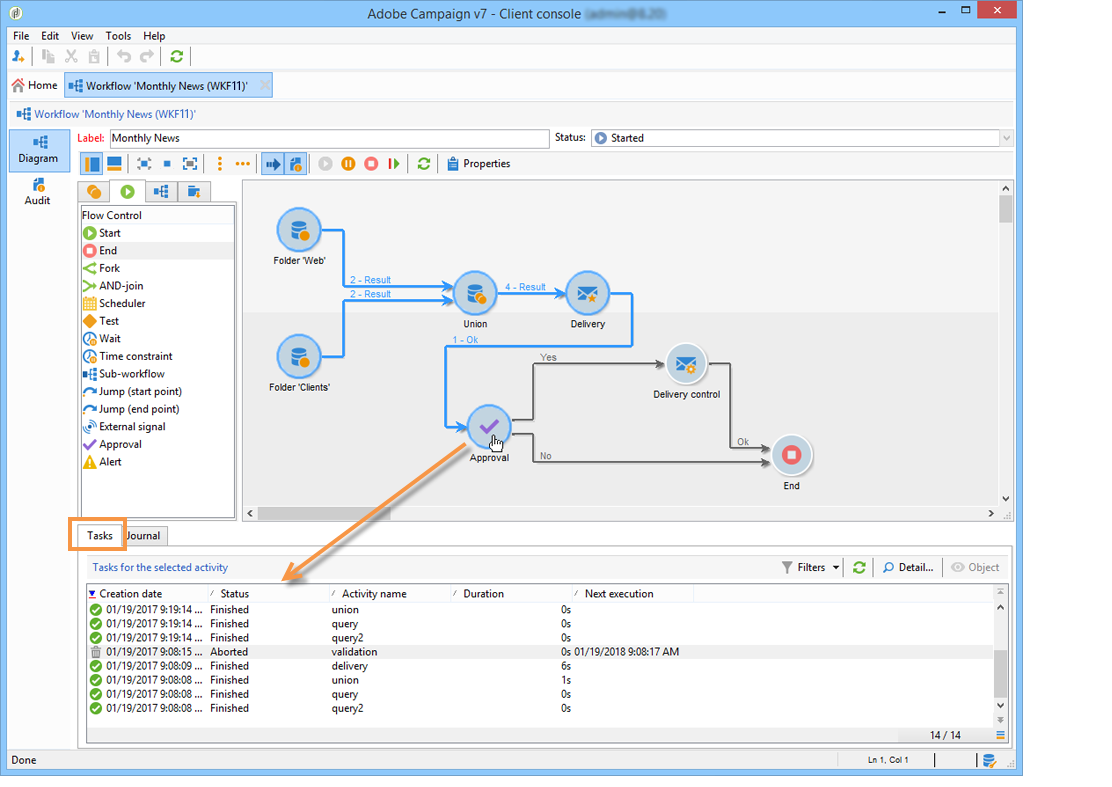 Adobe Campaign v7 - Client console
File Edit View Tools Help
Home Workflow 'Monthly News (WKF11)'
Workflow 'Monthly News (WKF11)'
Diagram
Audit
Label: Monthly News Status: Started
Properties
Flow Control
Start
End
Fork
AND-join
Scheduler
Test
Wait
Time constraint
Sub-workflow
Jump (start point)
Jump (end point)
External signal
Approval
Alert
Folder 'Web'
2 - Result
2 - Result
4 - Result
Union
Delivery
1 - Ok
Folder 'Clients'
Yes
Delivery control
Approval
No
Ok
End
Tasks Journal
Tasks for the selected activity Filters Detail... Object
Creation date Status Activity name Duration Next execution
01/19/2017 9:19:14 ... Finished union 0s
01/19/2017 9:19:14 ... Finished query 0s
01/19/2017 9:19:14 ... Finished query2 0s
01/19/2017 9:08:15 ... Aborted validation 0s 01/19/2018 9:08:17 AM
01/19/2017 9:08:09 ... Finished delivery 6s
01/19/2017 9:08:08 ... Finished union 1s
01/19/2017 9:08:08 ... Finished query 0s
01/19/2017 9:08:08 ... Finished query2 0s
14 / 14
Done Ln 1, Col 1